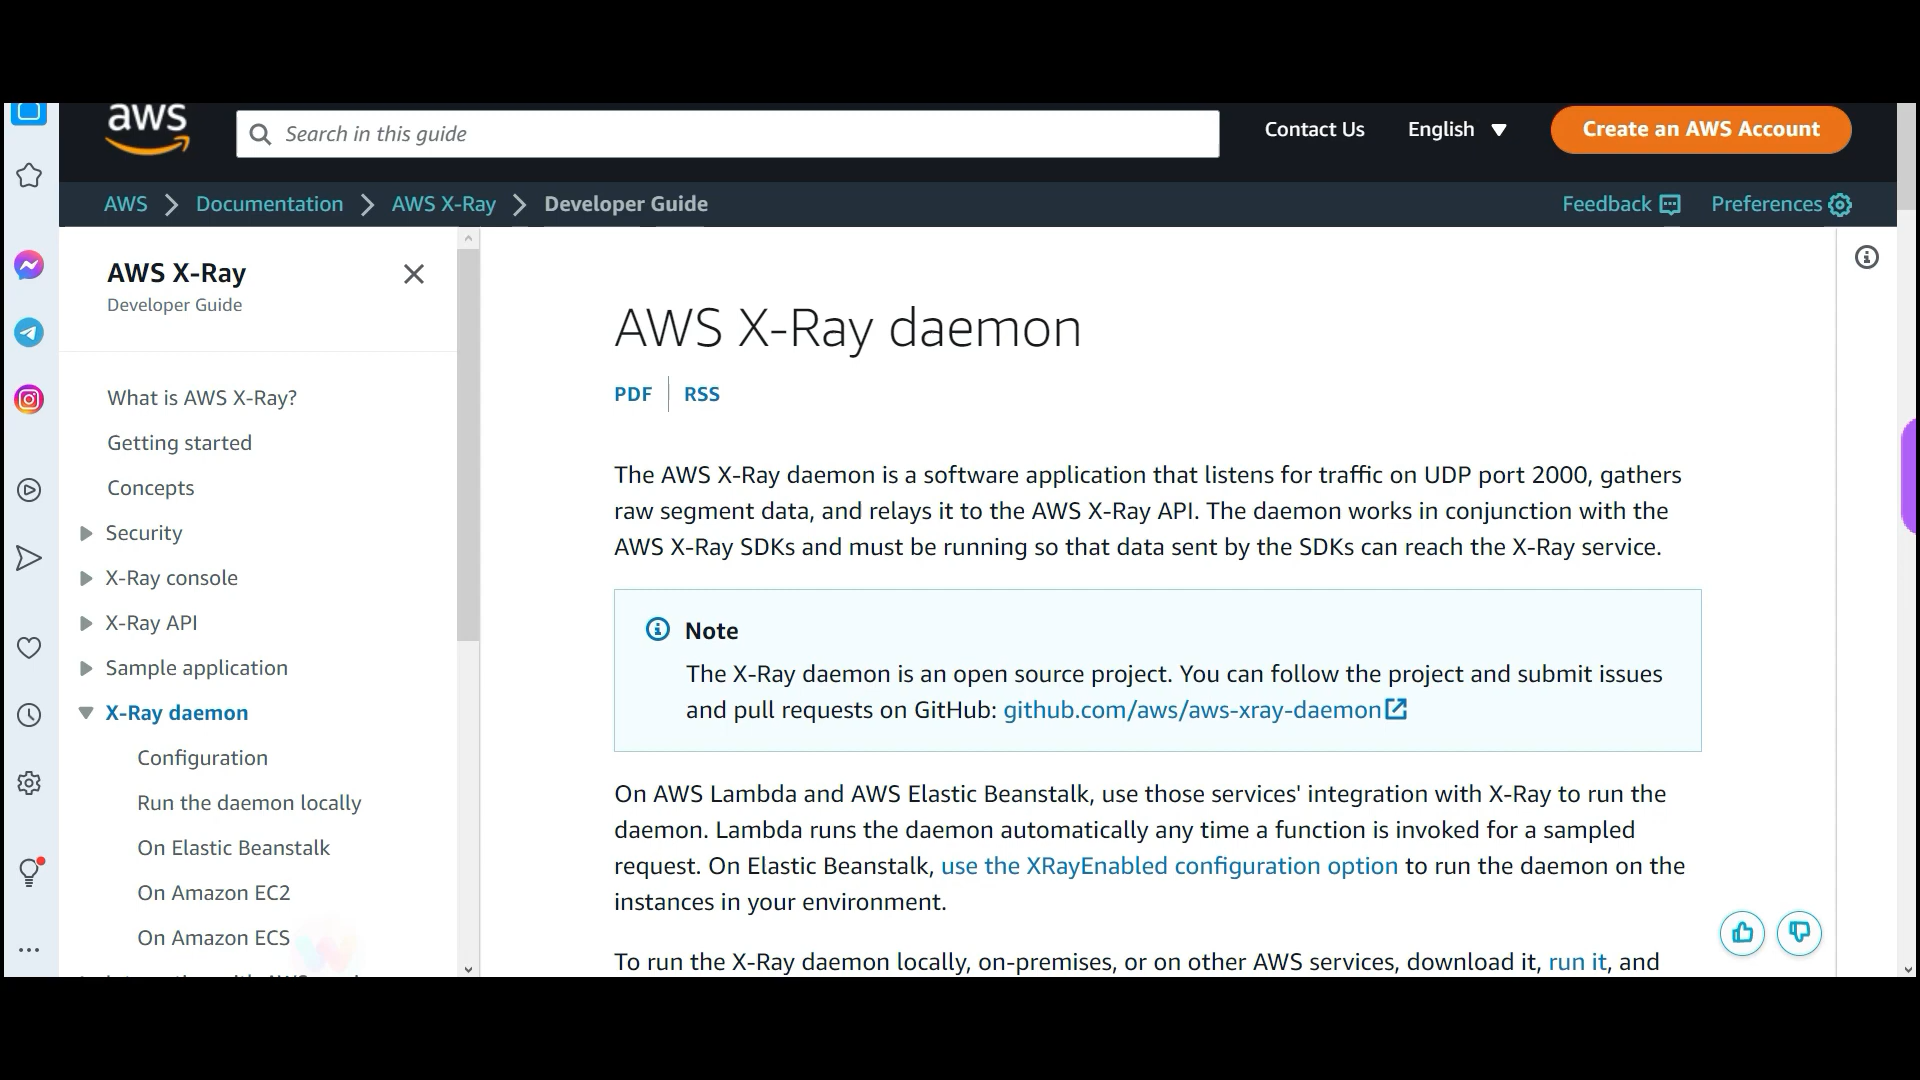 aws
Search in this guide
Contact Us
English
Create an AWS Account
AWS
Documentation
AWS X-Ray
Developer Guide
Feedback
Preferences
AWS X-Ray
Developer Guide
What is AWS X-Ray?
Getting started
Concepts
Security
X-Ray console
X-Ray API
Sample application
X-Ray daemon
Configuration
Run the daemon locally
On Elastic Beanstalk
On Amazon EC2
On Amazon ECS
AWS X-Ray daemon
PDF
RSS
The AWS X-Ray daemon is a software application that listens for traffic on UDP port 2000, gathers
raw segment data, and relays it to the AWS X-Ray API. The daemon works in conjunction with the
AWS X-Ray SDKs and must be running so that data sent by the SDKs can reach the X-Ray service.
Note
The X-Ray daemon is an open source project. You can follow the project and submit issues
and pull requests on GitHub: github.com/aws/aws-xray-daemon
On AWS Lambda and AWS Elastic Beanstalk, use those services' integration with X-Ray to run the
daemon. Lambda runs the daemon automatically any time a function is invoked for a sampled
request. On Elastic Beanstalk, use the XRayEnabled configuration option to run the daemon on the
instances in your environment.
To run the X-Ray daemon locally, on-premises, or on other AWS services, download it, run it, and